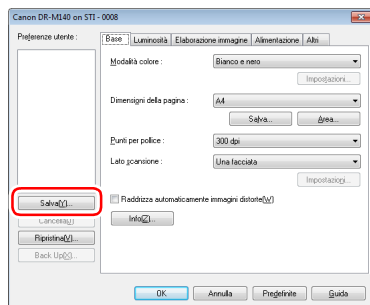 Canon DR-M140 on STI - 0008
Preferenze utente :
Base
Luminosità
Elaborazione immagine
Alimentazione
Altri
Modalità colore :
Bianco e nero
Impostazioni...
Dimensigni della pagina :
A4
Salva...
Area...
Punti per pollice :
300 dpi
Lato scansione :
Una facciata
Impostazioni...
Salva(Y)...
Cancella(J)
Ripristina(V)...
Back Up(X)...
Raddrizza automaticamente immagini distorte(W)
Info(Z)...
OK
Annulla
Predefinite
Guida